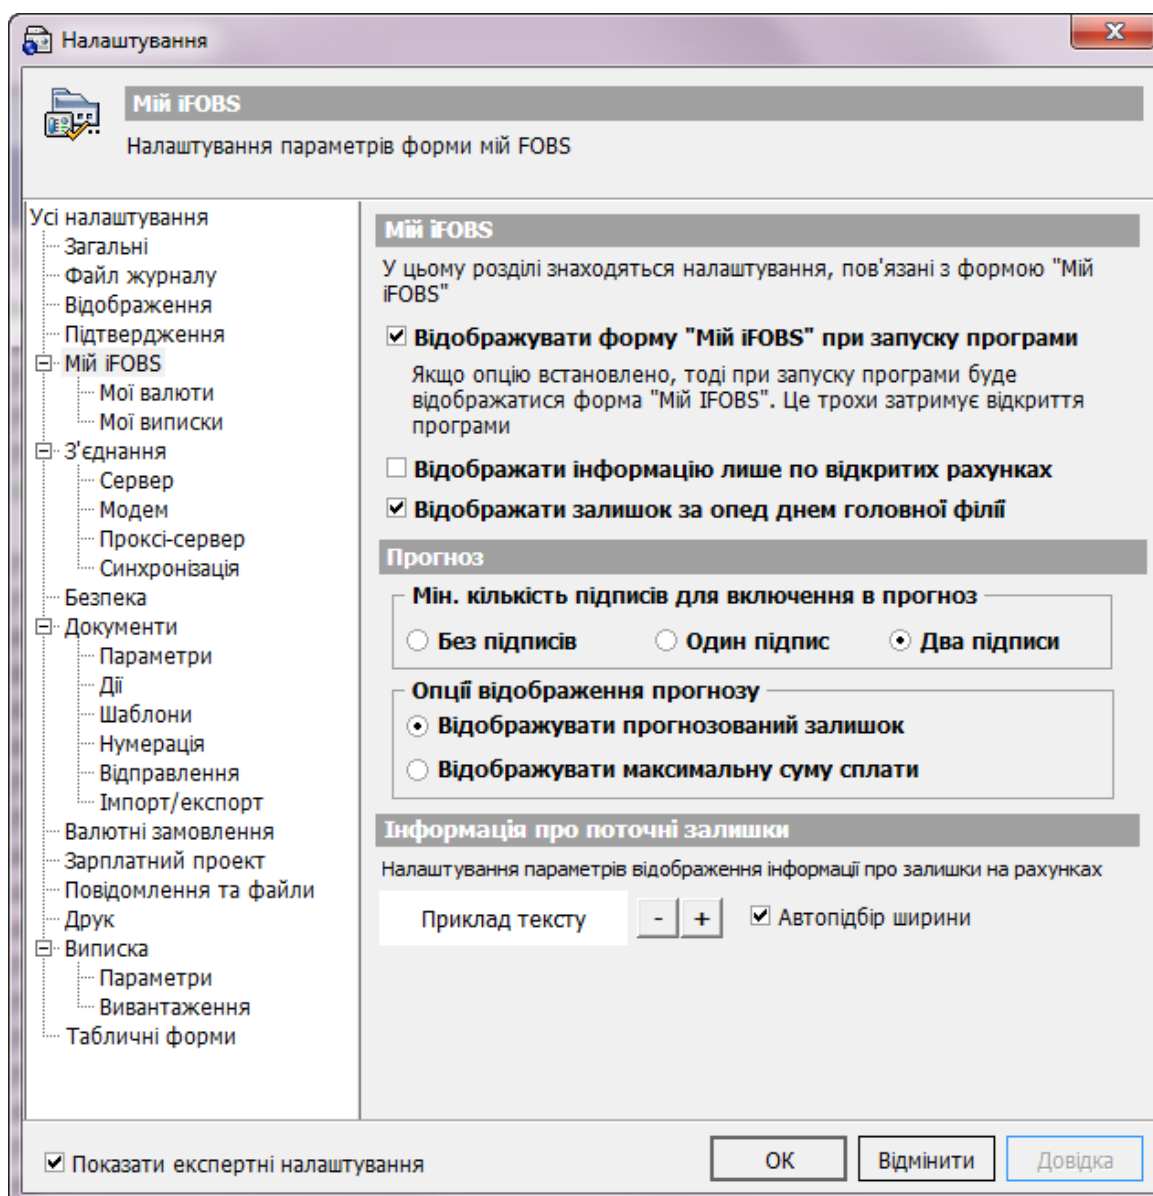 Налаштування
Мій iFOBS
Налаштування параметрів форми мій FOBS
Усі налаштування
Загальні
Файл журналу
Відображення
Підтвердження
Мій iFOBS
Мої валюти
Мої виписки
З'єднання
Сервер
Модем
Проксі-сервер
Синхронізація
Безпека
Документи
Параметри
Дії
Шаблони
Нумерація
Відправлення
Імпорт/експорт
Валютні замовлення
Зарплатний проект
Повідомлення та файли
Друк
Виписка
Параметри
Вивантаження
Табличні форми
Мій iFOBS
У цьому розділі знаходяться налаштування, пов'язані з формою "Мій
iFOBS"
Відображувати форму "Мій iFOBS" при запуску програми
Якщо опцію встановлено, тоді при запуску програми буде
відображатися форма "Мій IFOBS". Це трохи затримує відкриття
програми
Відображати інформацію лише по відкритих рахунках
Відображати залишок за опед днем головної філії
Прогноз
Мін. кількість підписів для включення в прогноз
Без підписів Один підпис Два підписи
Опції відображення прогнозу
Відображувати прогнозований залишок
Відображувати максимальну суму сплати
Інформація про поточні залишки
Налаштування параметрів відображення інформації про залишки на рахунках
Приклад тексту - + Автопідбір ширини
Показати експертні налаштування
ОК Відмінити Довідка